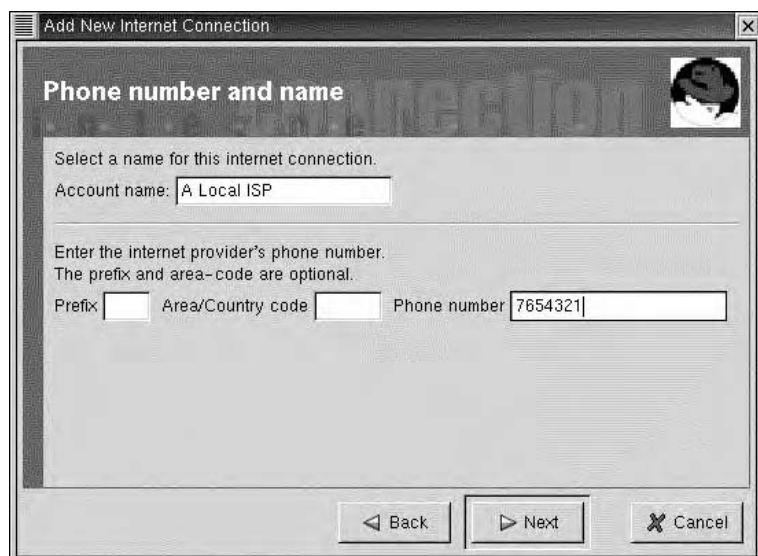 Add New Internet Connection
Phone number and name
Select a name for this internet connection.
Account name: A Local ISP
Enter the internet provider's phone number.
The prefix and area-code are optional.
Prefix Area/Country code Phone number 7654321
Back Next Cancel